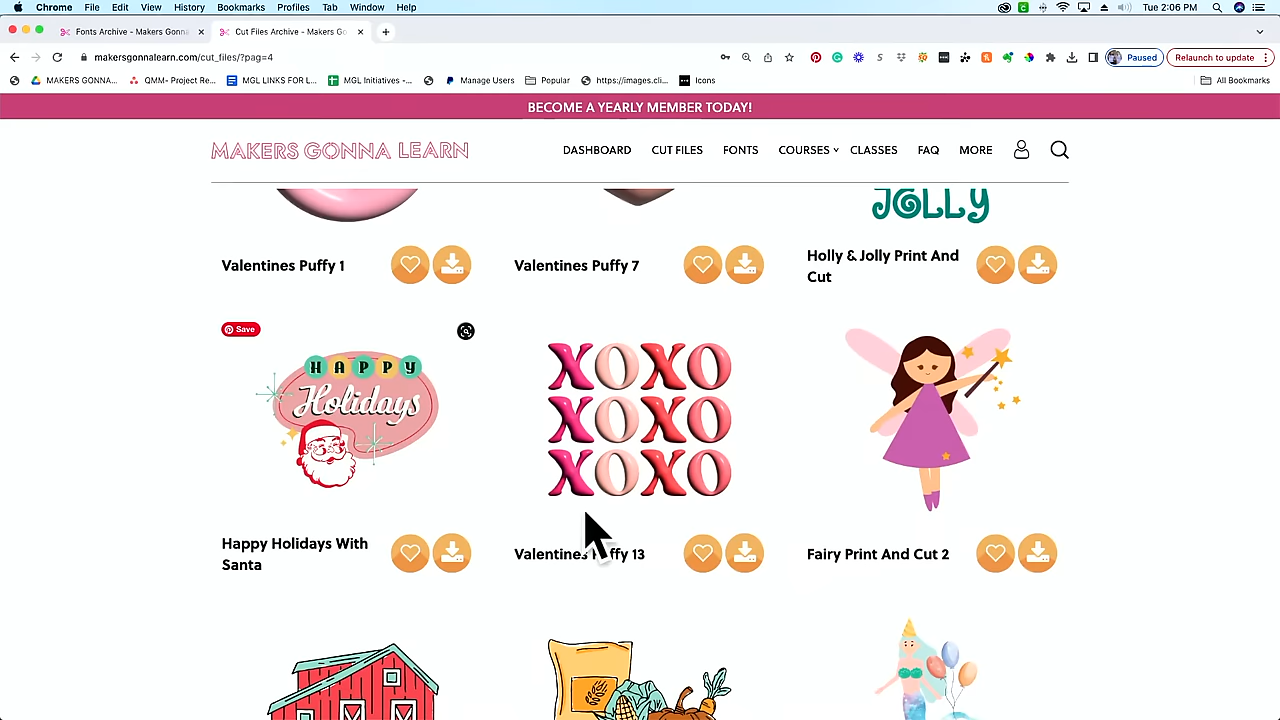 Chrome File Edit View History Bookmarks Profiles Tab Window Help Tue 2:06 PM
Fonts Archive - Makers Gonna Cut Files Archive - Makers Go
makersgonnalearn.com/cut_files/?pag=4 Paused Relaunch to update
MAKERS GONNA... QMM- Project Re... MGL LINKS FOR L... MGL Initiatives -... Manage Users Popular https://images.cli... Icons All Bookmarks
BECOME A YEARLY MEMBER TODAY!
MAKERS GONNA LEARN DASHBOARD CUT FILES FONTS COURSES CLASSES FAQ MORE
JOLLY
Valentines Puffy 1 Valentines Puffy 7 Holly & Jolly Print And
Cut
Save
HAPPY
Holidays
XOXO
XOXO
XOXO
Happy Holidays With
Santa
Valentines ffy 13 Fairy Print And Cut 2